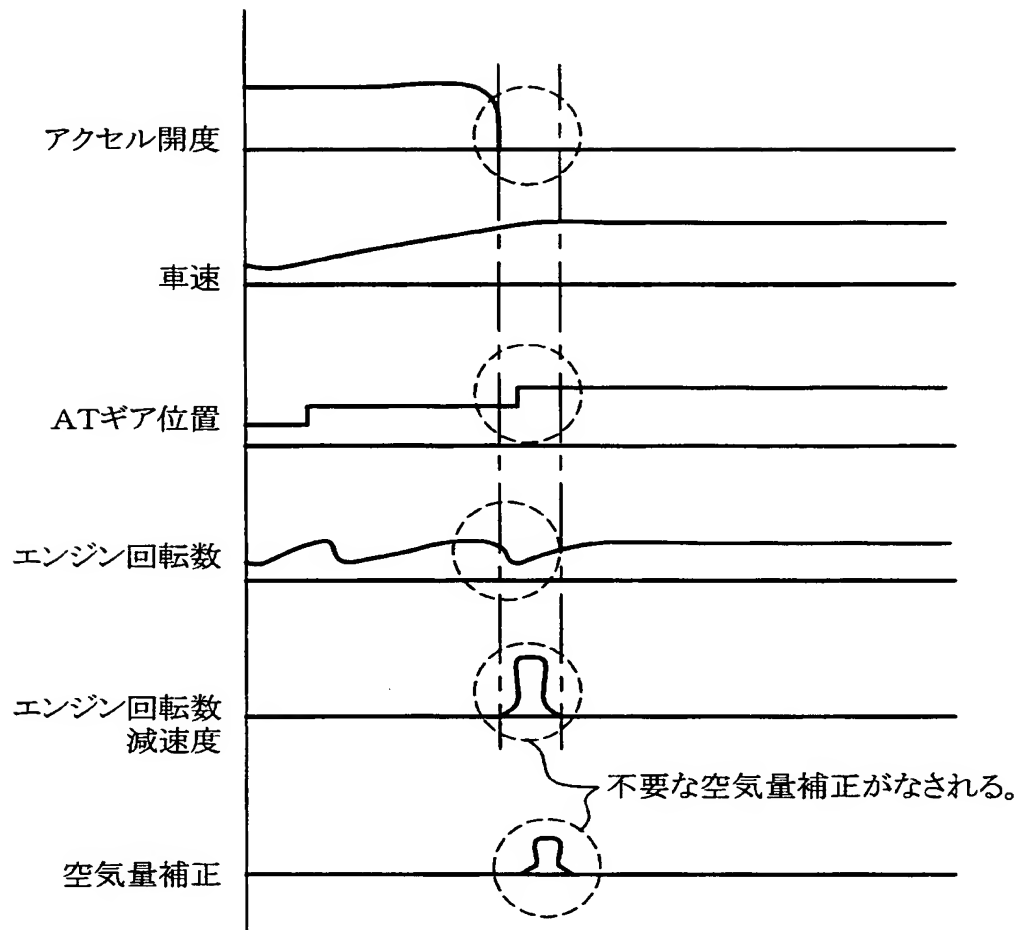 アクセル開度
車速
ATギア位置
エンジン回転数
エンジン回転数
減速度
不要な空気量補正がなされる。
空気量補正